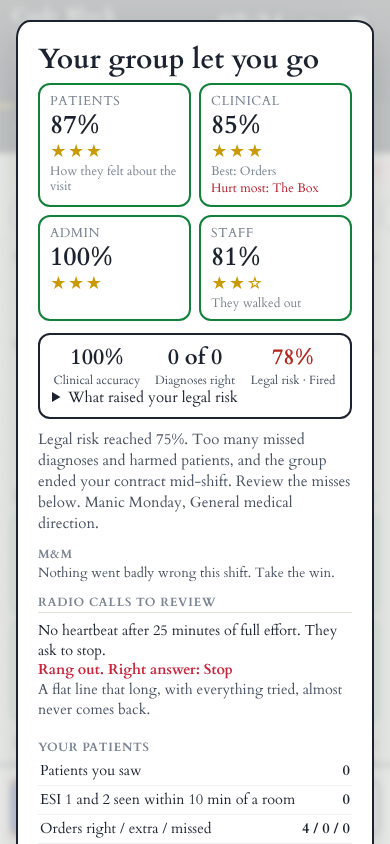 Your group let you go
PATIENTS
87%
★★★
How they felt about the
visit
CLINICAL
85%
★★★
Best: Orders
Hurt most: The Box
ADMIN
100%
★★★
STAFF
81%
★★☆
They walked out
100%
Clinical accuracy
0 of 0
Diagnoses right
78%
Legal risk · Fired
▶ What raised your legal risk
Legal risk reached 75%. Too many missed
diagnoses and harmed patients, and the group
ended your contract mid-shift. Review the misses
below. Manic Monday, General medical
direction.
M&M
Nothing went badly wrong this shift. Take the win.
RADIO CALLS TO REVIEW
No heartbeat after 25 minutes of full effort. They
ask to stop.
Rang out. Right answer: Stop
A flat line that long, with everything tried, almost
never comes back.
YOUR PATIENTS
Patients you saw 0
ESI 1 and 2 seen within 10 min of a room 0
Orders right / extra / missed 4 / 0 / 0